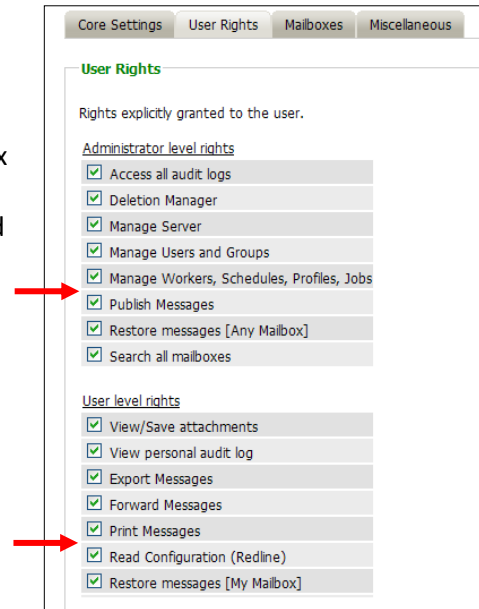 Core Settings User Rights Mailboxes Miscellaneous
User Rights
Rights explicitly granted to the user.
Administrator level rights
Access all audit logs
Deletion Manager
Manage Server
Manage Users and Groups
Manage Workers, Schedules, Profiles, Jobs
Publish Messages
Restore messages [Any Mailbox]
Search all mailboxes
User level rights
View/Save attachments
View personal audit log
Export Messages
Forward Messages
Print Messages
Read Configuration (Redline)
Restore messages [My Mailbox]